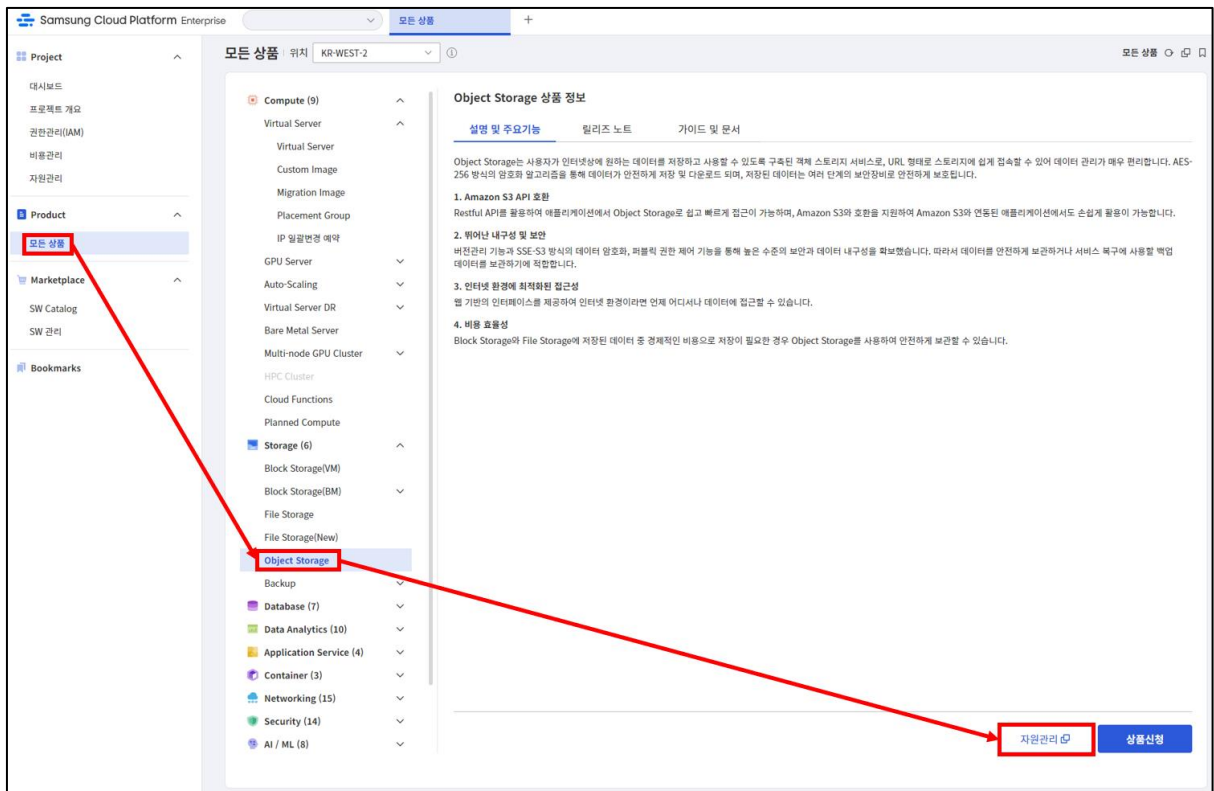 Samsung Cloud Platform Enterprise
모든 상품
+
Project
대시보드
프로젝트 개요
권한관리(IAM)
비용관리
자원관리
Product
모든 상품
Marketplace
SW Catalog
SW 관리
Bookmarks
모든 상품 위치 KR-WEST-2
모든 상품
Compute (9)
Virtual Server
Virtual Server
Custom Image
Migration Image
Placement Group
IP 일괄변경 예약
GPU Server
Auto-Scaling
Virtual Server DR
Bare Metal Server
Multi-node GPU Cluster
HPC Cluster
Cloud Functions
Planned Compute
Storage (6)
Block Storage(VM)
Block Storage(BM)
File Storage
File Storage(New)
Object Storage
Backup
Database (7)
Data Analytics (10)
Application Service (4)
Container (3)
Networking (15)
Security (14)
AI / ML (8)
Object Storage 상품 정보
설명 및 주요기능 릴리즈 노트 가이드 및 문서
Object Storage는 사용자가 인터넷상에 원하는 데이터를 저장하고 사용할 수 있도록 구축된 객체 스토리지 서비스로, URL 형태로 스토리지에 쉽게 접속할 수 있어 데이터 관리가 매우 편리합니다. AES-
256 방식의 암호화 알고리즘을 통해 데이터가 안전하게 저장 및 다운로드 되며, 저장된 데이터는 여러 단계의 보안장비로 안전하게 보호됩니다.
1. Amazon S3 API 호환
Restful API를 활용하여 애플리케이션에서 Object Storage로 쉽고 빠르게 접근이 가능하며, Amazon S3와 호환을 지원하여 Amazon S3와 연동된 애플리케이션에서도 손쉽게 활용이 가능합니다.
2. 뛰어난 내구성 및 보안
버전관리 기능과 SSE-S3 방식의 데이터 암호화, 퍼블릭 권한 제어 기능을 통해 높은 수준의 보안과 데이터 내구성을 확보했습니다. 따라서 데이터를 안전하게 보관하거나 서비스 복구에 사용할 백업
데이터를 보관하기에 적합합니다.
3. 인터넷 환경에 최적화된 접근성
웹 기반의 인터페이스를 제공하여 인터넷 환경이라면 언제 어디서나 데이터에 접근할 수 있습니다.
4. 비용 효율성
Block Storage와 File Storage에 저장된 데이터 중 경제적인 비용으로 저장이 필요한 경우 Object Storage를 사용하여 안전하게 보관할 수 있습니다.
자원관리
상품신청